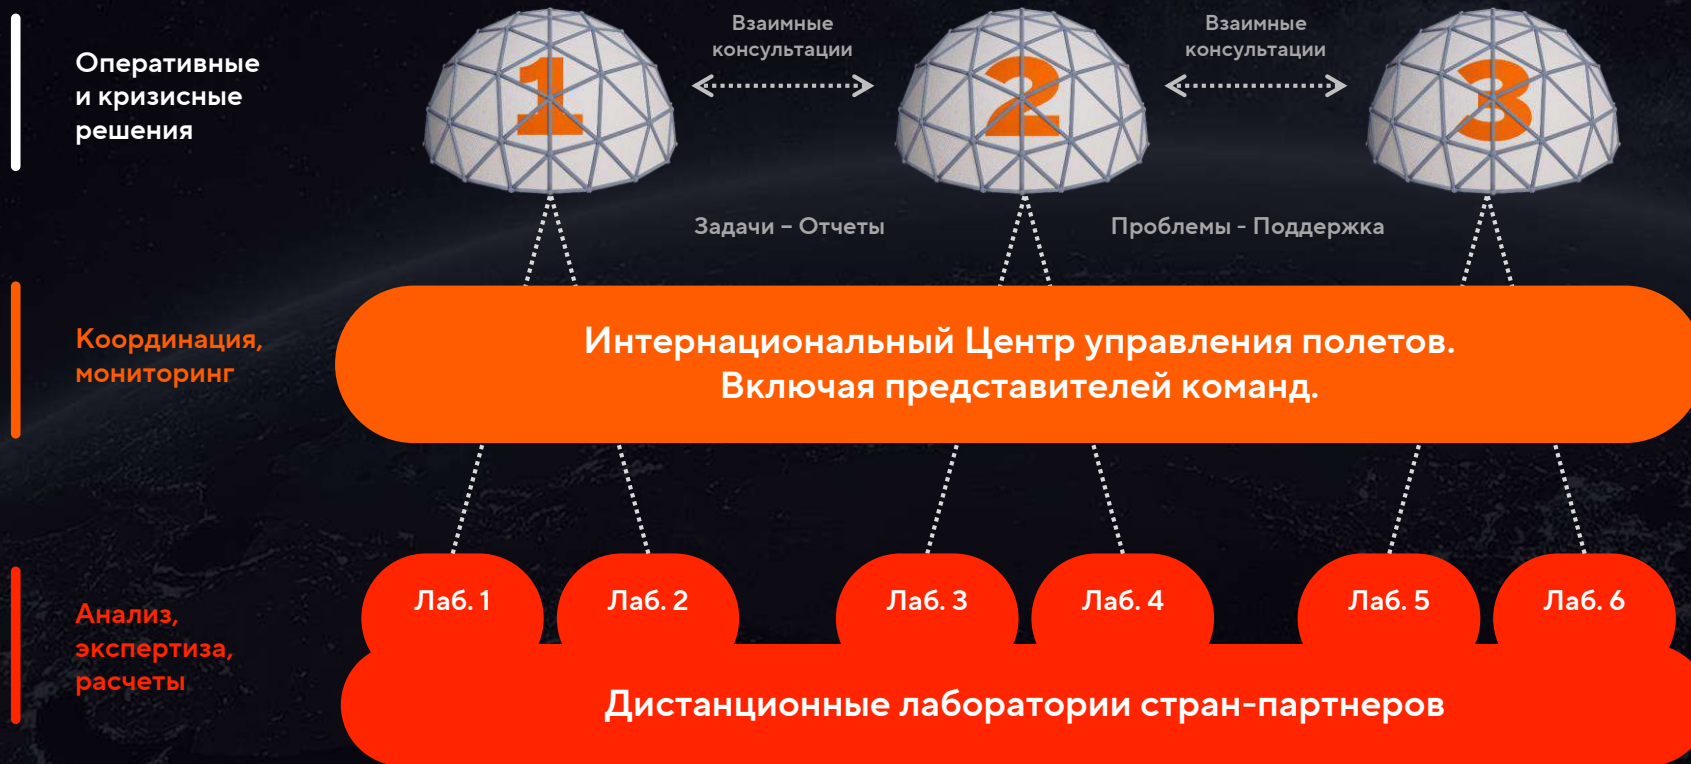 Оперативные
и кризисные
решения
1
Взаимные
консультации
2
Взаимные
консультации
3
Задачи – Отчеты
Проблемы - Поддержка
Координация,
мониторинг
Интернациональный Центр управления полетов.
Включая представителей команд.
Анализ,
экспертиза,
расчеты
Лаб. 1
Лаб. 2
Лаб. 3
Лаб. 4
Лаб. 5
Лаб. 6
Дистанционные лаборатории стран-партнеров